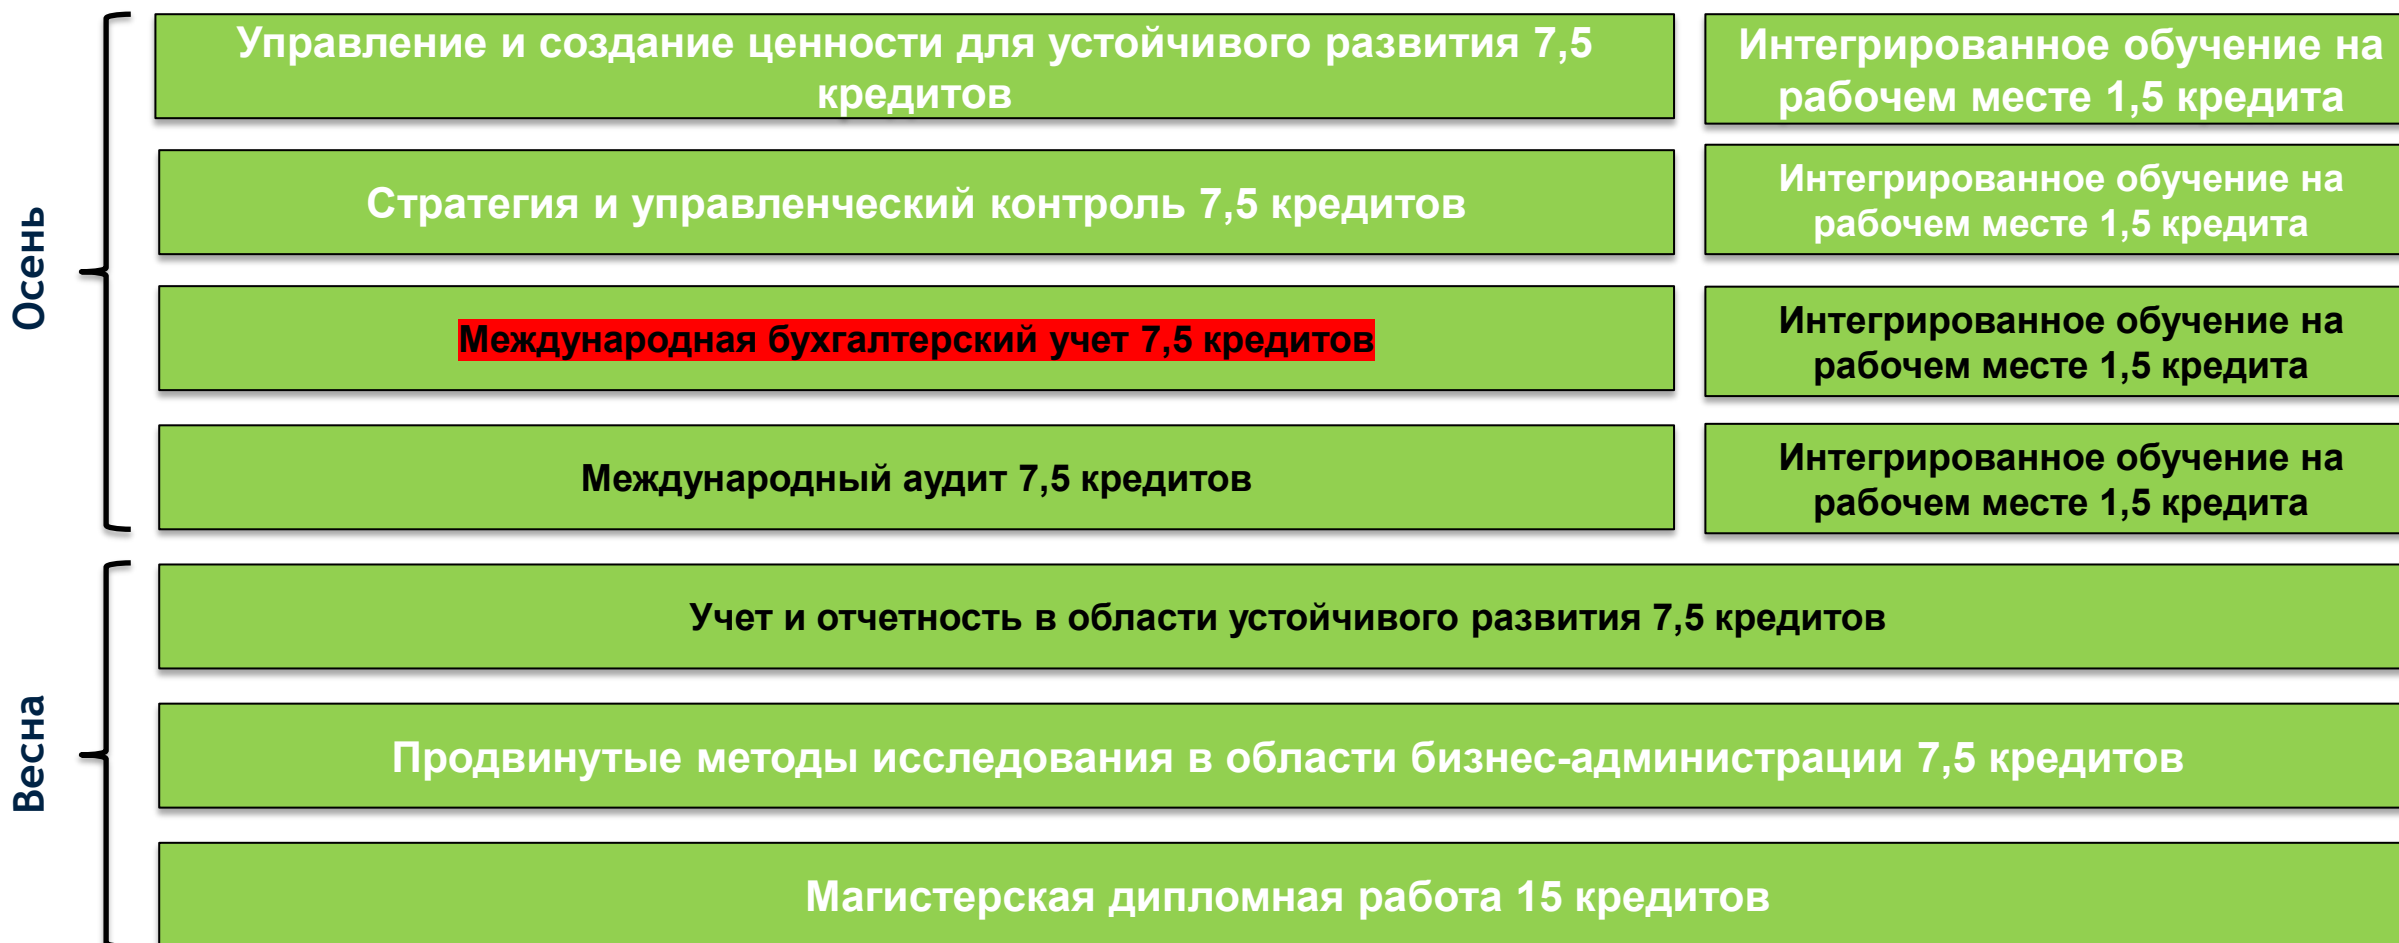 Осень
Управление и создание ценности для устойчивого развития 7,5
кредитов
Интегрированное обучение на
рабочем месте 1,5 кредита
Стратегия и управленческий контроль 7,5 кредитов
Интегрированное обучение на
рабочем месте 1,5 кредита
Международная бухгалтерский учет 7,5 кредитов
Интегрированное обучение на
рабочем месте 1,5 кредита
Международный аудит 7,5 кредитов
Интегрированное обучение на
рабочем месте 1,5 кредита
Весна
Учет и отчетность в области устойчивого развития 7,5 кредитов
Продвинутые методы исследования в области бизнес-администрации 7,5 кредитов
Магистерская дипломная работа 15 кредитов